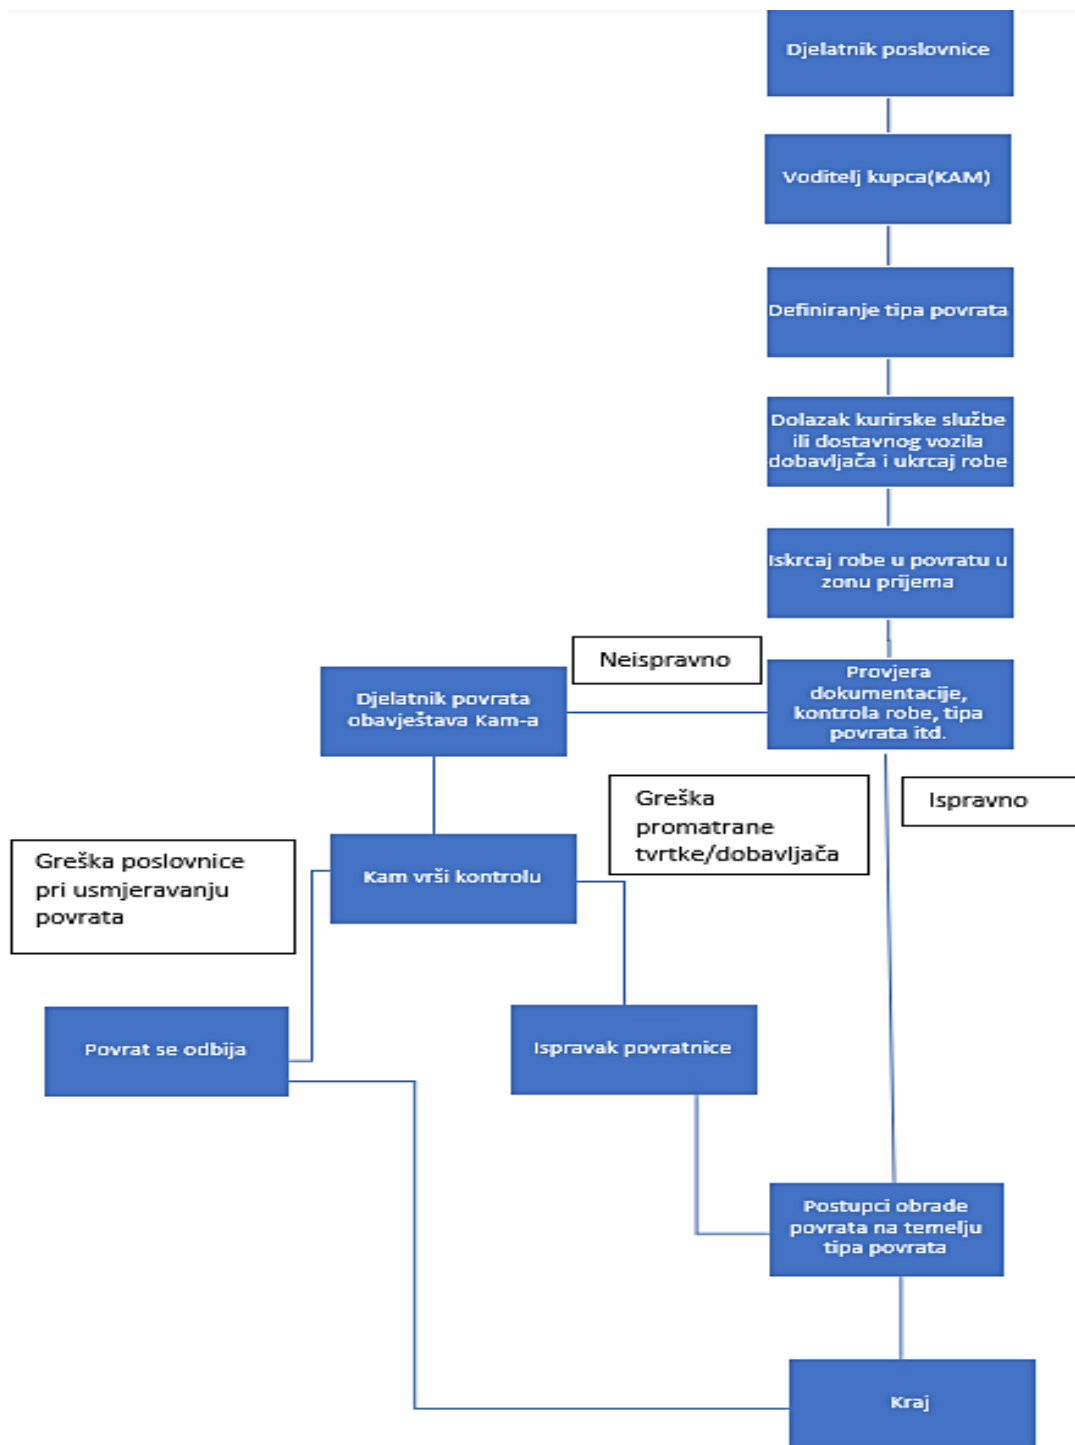 Djelatnik poslovnice
Voditelj kupca(KAM)
Definiranje tipa povrata
Dolazak kurirske službe
ili dostavnog vozila
dobavljača i ukrcaj robe
Iskrcaj robe u povratu u
zonu prijema
Neispravno
Provjera
dokumentacije,
kontrola robe, tipa
povrata itd.
Djelatnik povrata
obavještava Kam-a
Greška
promatrane
tvrtke/dobavljača
Ispravno
Greška poslovnice
pri usmjeravanju
povrata
Kam vrši kontrolu
Povrat se odbija
Ispravak povratnice
Postupci obrade
povrata na temelju
tipa povrata
Kraj